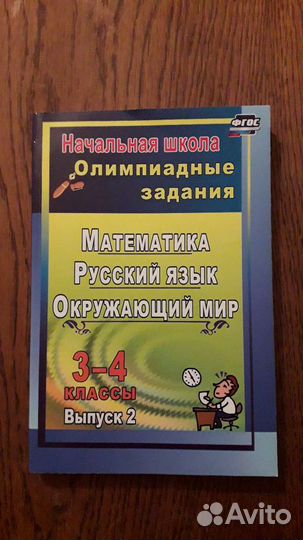 ФГОС
Начальная школа
Олимпиадные
задания
Математика
Русский язык
Окружающий мир
3–4
классы
Выпуск 2
Avito